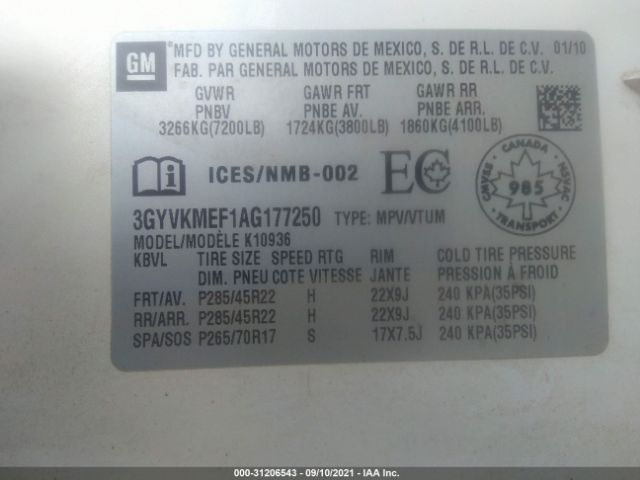 GM
*MFD BY GENERAL MOTORS DE MEXICO, S. DE R.L. DE C.V. 01/10
FAB. PAR GENERAL MOTORS DE MEXICO, S. DE R.L. DE C.V.
GVWR GAWR FRT GAWR RR
PNBV PNBE AV. PNBE ARR.
3266KG(7200LB) 1724KG(3800LB) 1860KG(4100LB)
i ICES/NMB-002 EC
CANADA
CMVSS NSVAC
985
3GYVKMEF1AG177250 TYPE: MPV/VTUM
MODEL/MODÈLE K10936
KBVL TIRE SIZE SPEED RTG RIM COLD TIRE PRESSURE
DIM. PNEU COTE VITESSE JANTE PRESSION À FROID
FRT/AV. P285/45R22 H 22X9J 240 KPA(35PSI)
RR/ARR. P285/45R22 H 22X9J 240 KPA(35PSI)
SPA/SOS P265/70R17 S 17X7.5J 240 KPA(35PSI)
000-31206543 - 09/10/2021 - IAA Inc.